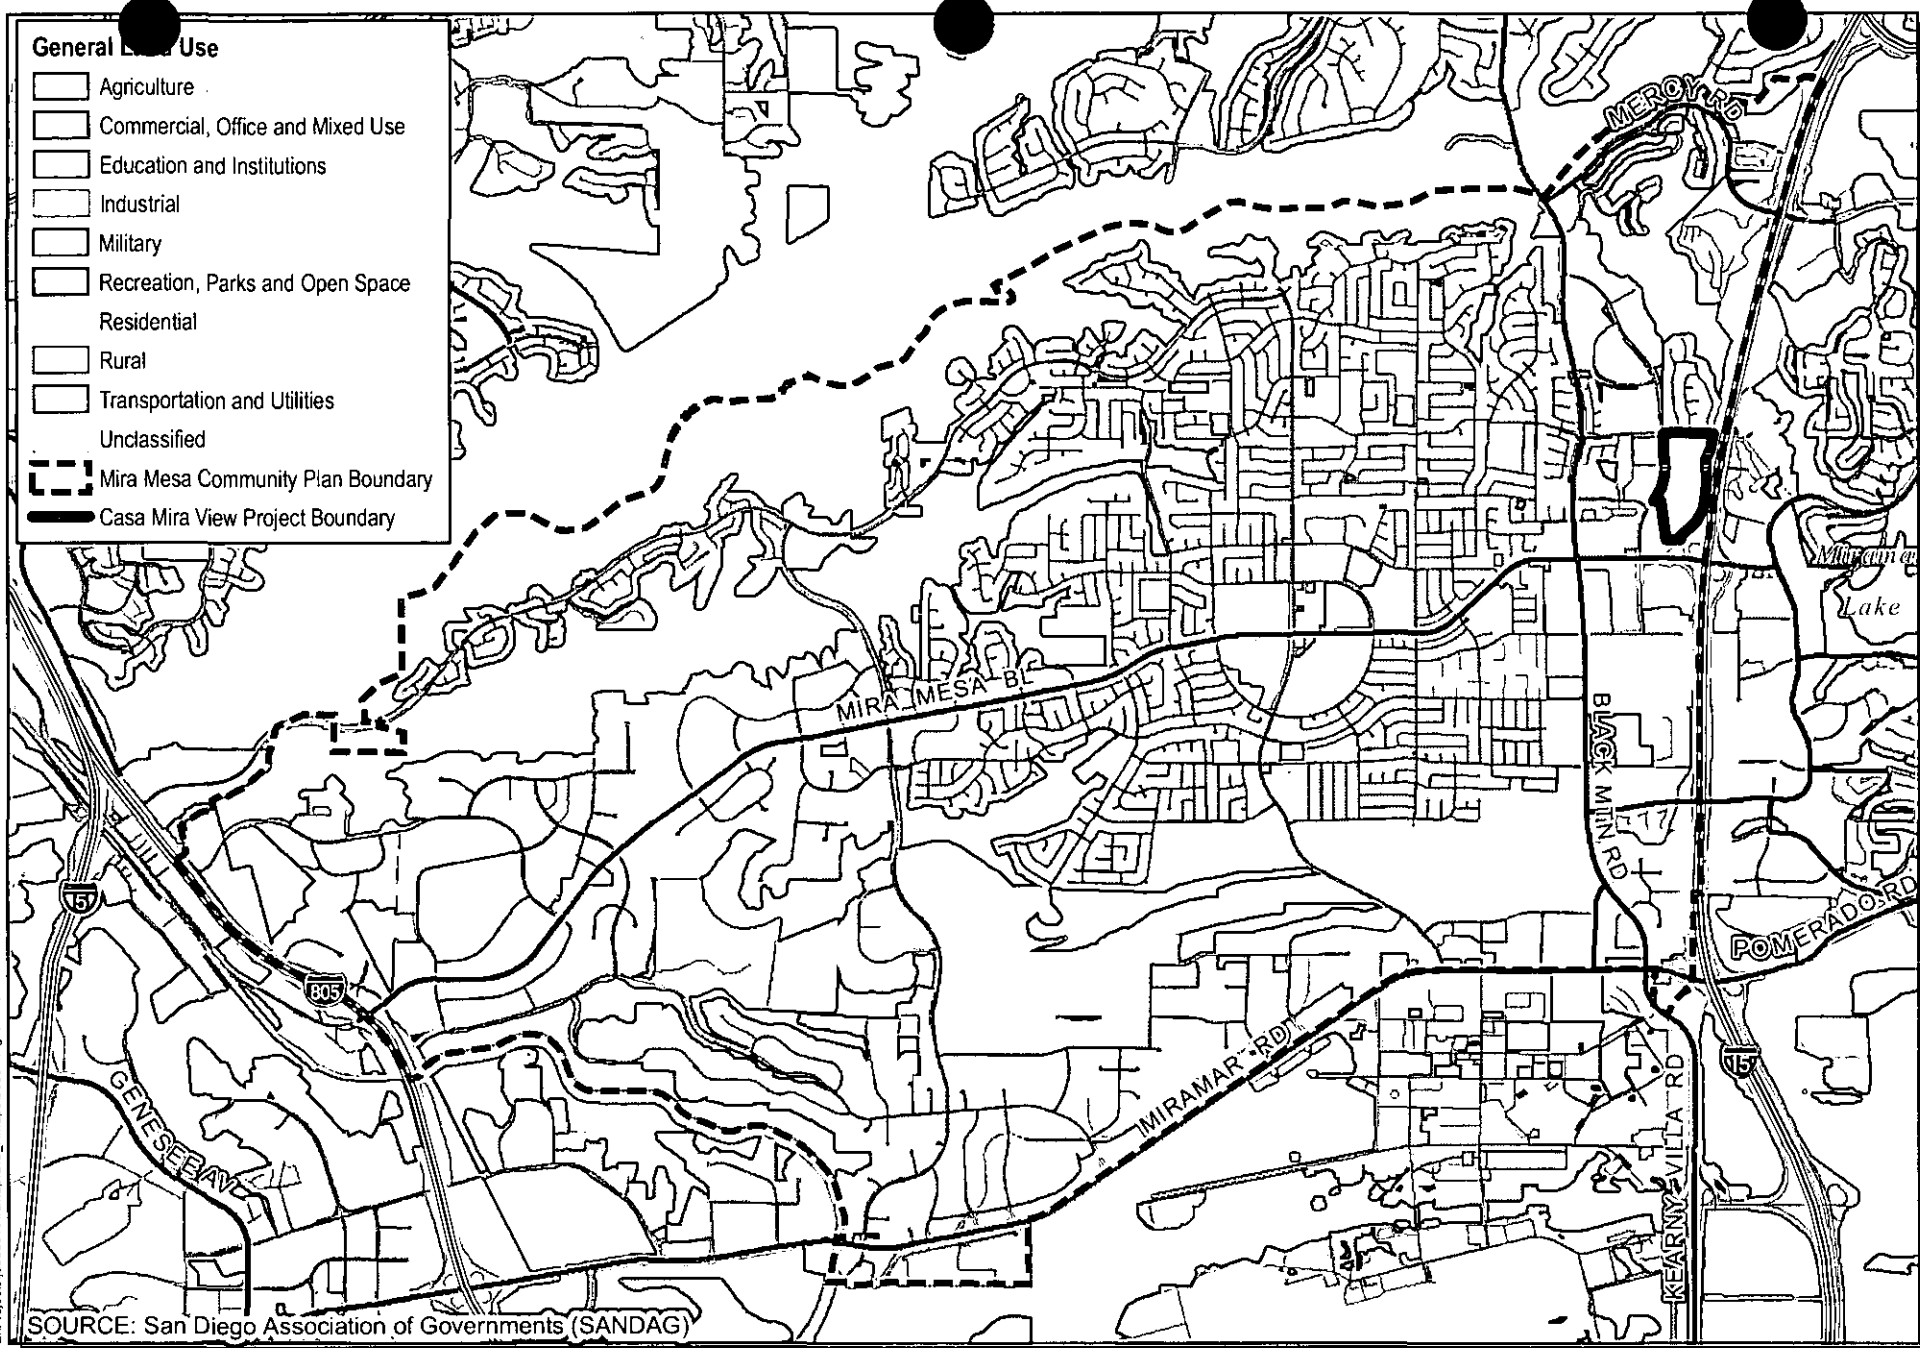 General Use
Agriculture
Commercial, Office and Mixed Use
Education and Institutions
Industrial
Military
Recreation, Parks and Open Space
Residential
Rural
Transportation and Utilities
Unclassified
Mira Mesa Community Plan Boundary
Casa Mira View Project Boundary
MERCY RD
Lake
MIRA MESA BL
BLACK MTN RD
5
805
POMERADO RD
15
MIRAMAR RD
GENESEE AV
KEARNY VILLA RD
SOURCE: San Diego Association of Governments (SANDAG)